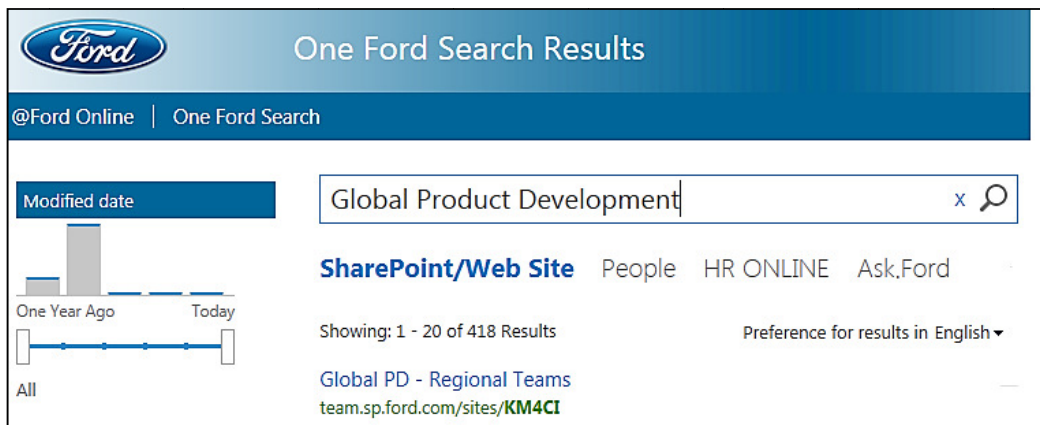 Ford
One Ford Search Results
@Ford Online | One Ford Search
Modified date
One Year Ago Today
All
Global Product Development x
SharePoint/Web Site People HR ONLINE Ask.Ford
Showing: 1 - 20 of 418 Results Preference for results in English
Global PD - Regional Teams
team.sp.ford.com/sites/KM4CI